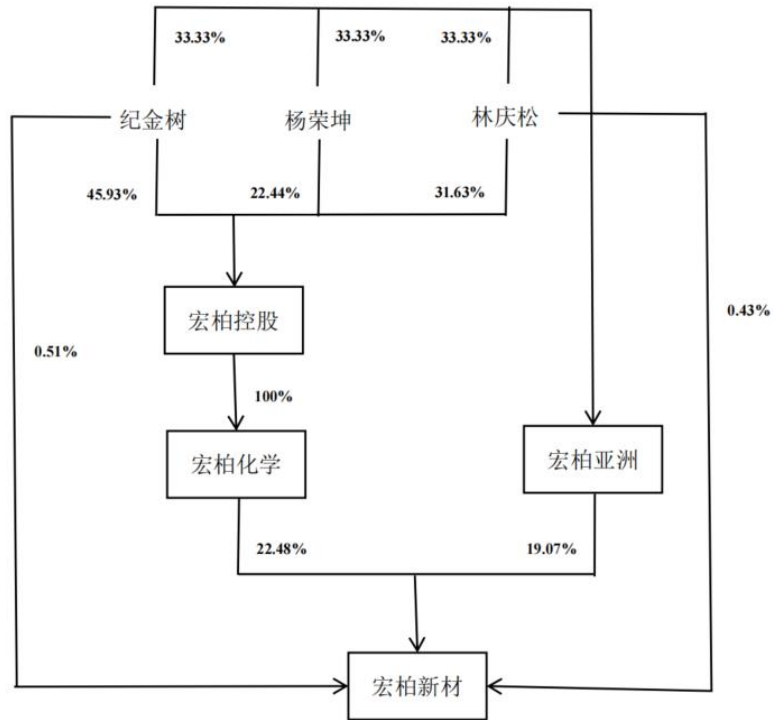 33.33%
33.33%
33.33%
纪金树
杨荣坤
林庆松
45.93%
22.44%
31.63%
宏柏控股
0.43%
0.51%
100%
宏柏化学
宏柏亚洲
22.48%
19.07%
宏柏新材